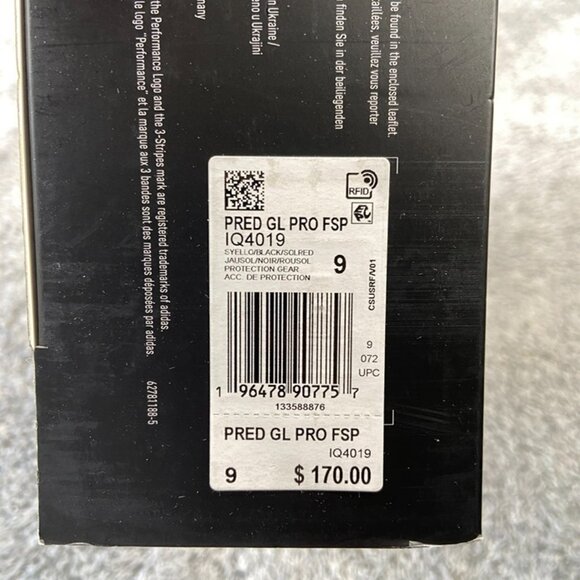 be found in the enclosed leaflet.
taillées, veuillez vous reporter
finden Sie in der beiliegenden
n Ukraine /
eno u Ukrajini
many
the Performance Logo and the 3-Stripes mark are registered trademarks of adidas.
le logo "Performance" et la marque aux 3 bandes sont des marques déposées par adidas.
62781188-5
RFID
PRED GL PRO FSP
IQ4019
SYELLO/BLACK/SOLRED
JAUSOL/NOIR/ROUSOL
PROTECTION GEAR
ACC. DE PROTECTION
9
CSUSRF/V01
9
072
UPC
1 96478 90775 7
133588876
PRED GL PRO FSP
IQ4019
9
$ 170.00